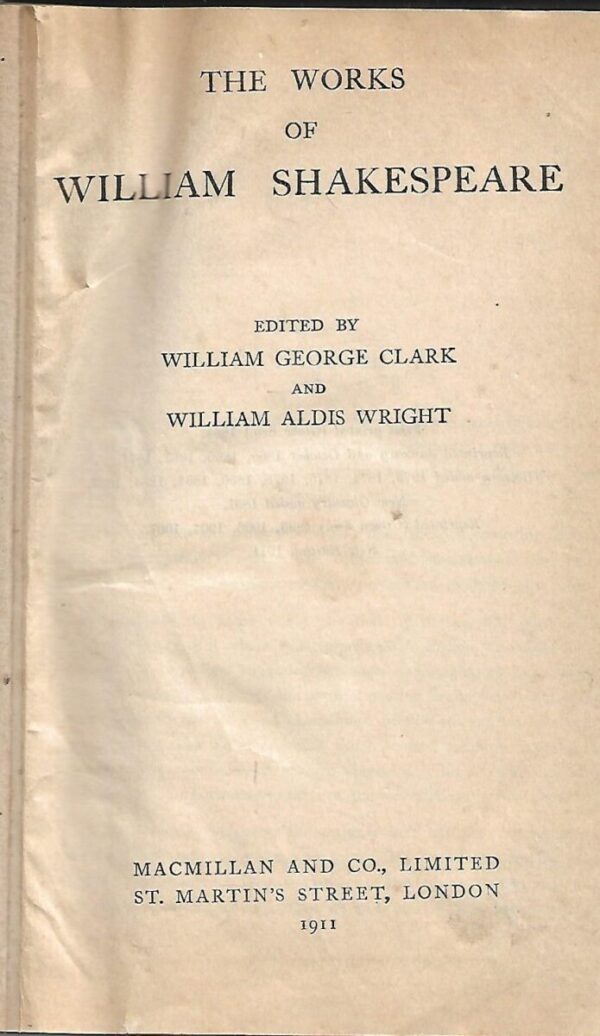 THE WORKS
OF
WILLIAM SHAKESPEARE
EDITED BY
WILLIAM GEORGE CLARK
AND
WILLIAM ALDIS WRIGHT
MACMILLAN AND CO., LIMITED
ST. MARTIN'S STREET, LONDON
1911